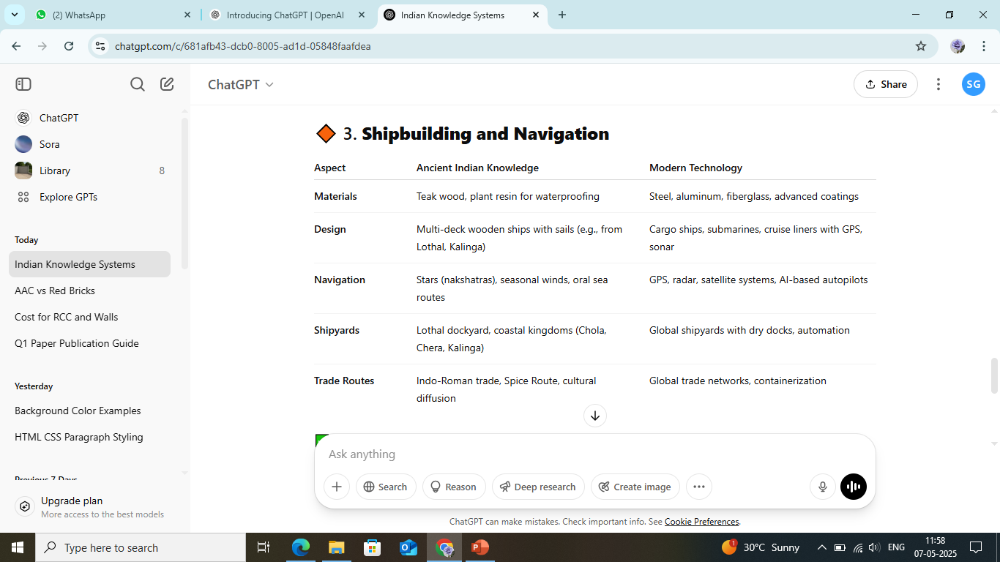 (2) WhatsApp
Introducing ChatGPT | OpenAI
Indian Knowledge Systems
chatgpt.com/c/681afb43-dcb0-8005-ad1d-05848faafdea
ChatGPT
Share
SG
ChatGPT
Sora
Library 8
Explore GPTs
Today
Indian Knowledge Systems
AAC vs Red Bricks
Cost for RCC and Walls
Q1 Paper Publication Guide
Yesterday
Background Color Examples
HTML CSS Paragraph Styling
Previous 7 Days
Upgrade plan
More access to the best models
3. Shipbuilding and Navigation
Aspect Ancient Indian Knowledge Modern Technology
Materials Teak wood, plant resin for waterproofing Steel, aluminum, fiberglass, advanced coatings
Design Multi-deck wooden ships with sails (e.g., from Cargo ships, submarines, cruise liners with GPS,
Lothal, Kalinga) sonar
Navigation Stars (nakshatras), seasonal winds, oral sea GPS, radar, satellite systems, AI-based autopilots
routes
Shipyards Lothal dockyard, coastal kingdoms (Chola, Global shipyards with dry docks, automation
Chera, Kalinga)
Trade Routes Indo-Roman trade, Spice Route, cultural Global trade networks, containerization
diffusion
Ask anything
Search Reason Deep research Create image
ChatGPT can make mistakes. Check important info. See Cookie Preferences.
Type here to search
1
30°C Sunny
ENG
11:58
07-05-2025